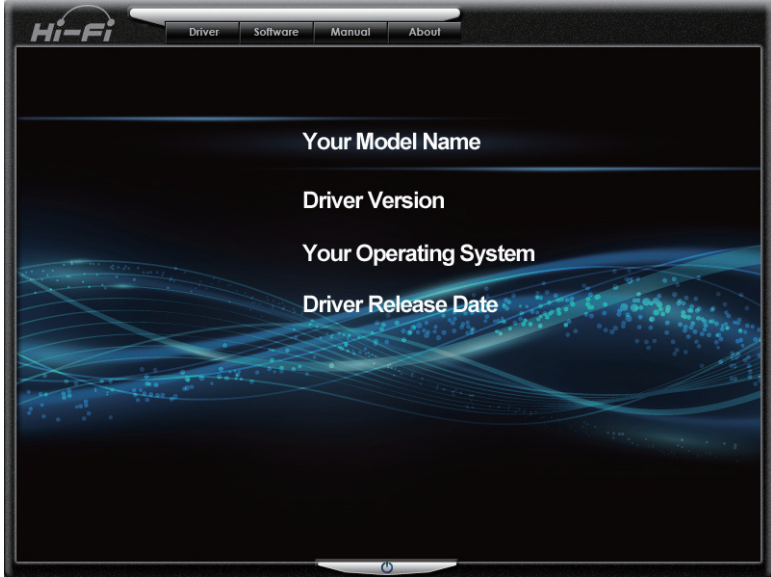 Hi-Fi
Driver Software Manual About
Your Model Name
Driver Version
Your Operating System
Driver Release Date